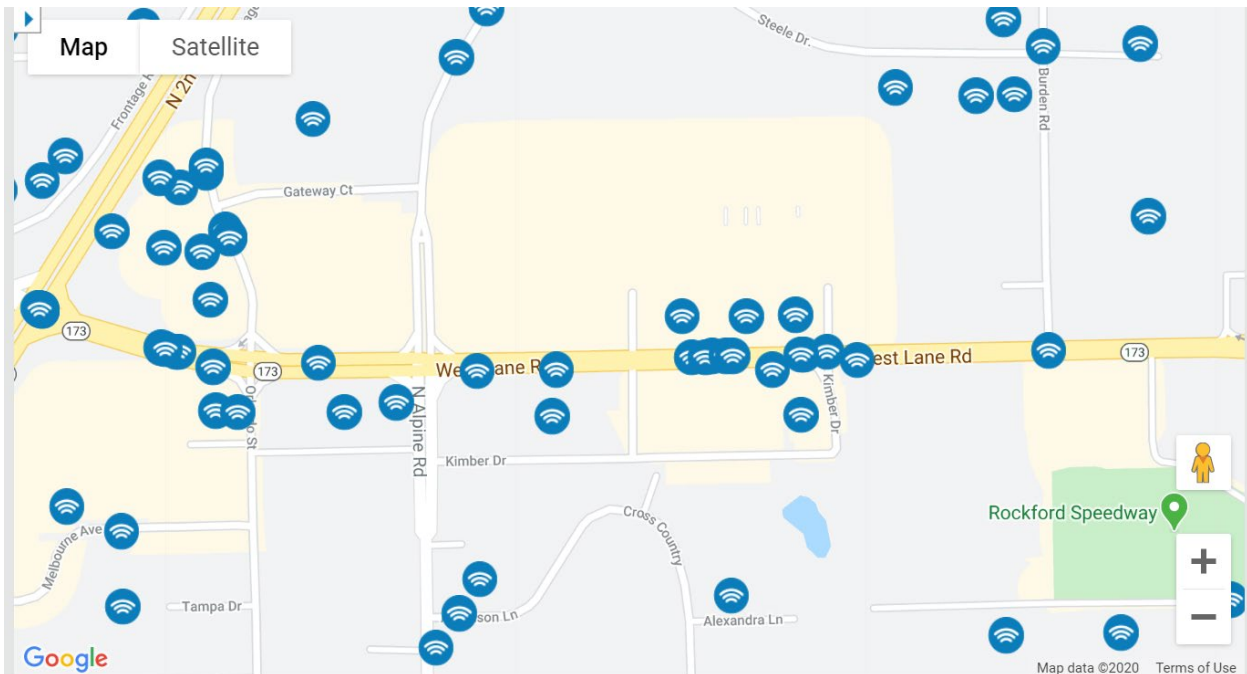 Map
Satellite
Steele Dr.
Frontage R
N 2n
Burden Rd
Gateway Ct
173
173
We
ane R
est Lane Rd
173
Kimber Dr
o St
N Alpine Rd
Kimber Dr
Rockford Speedway
Cross Country
Melbourne Ave
Tampa Dr
son Ln
Alexandra Ln
Google
Map data ©2020
Terms of Use